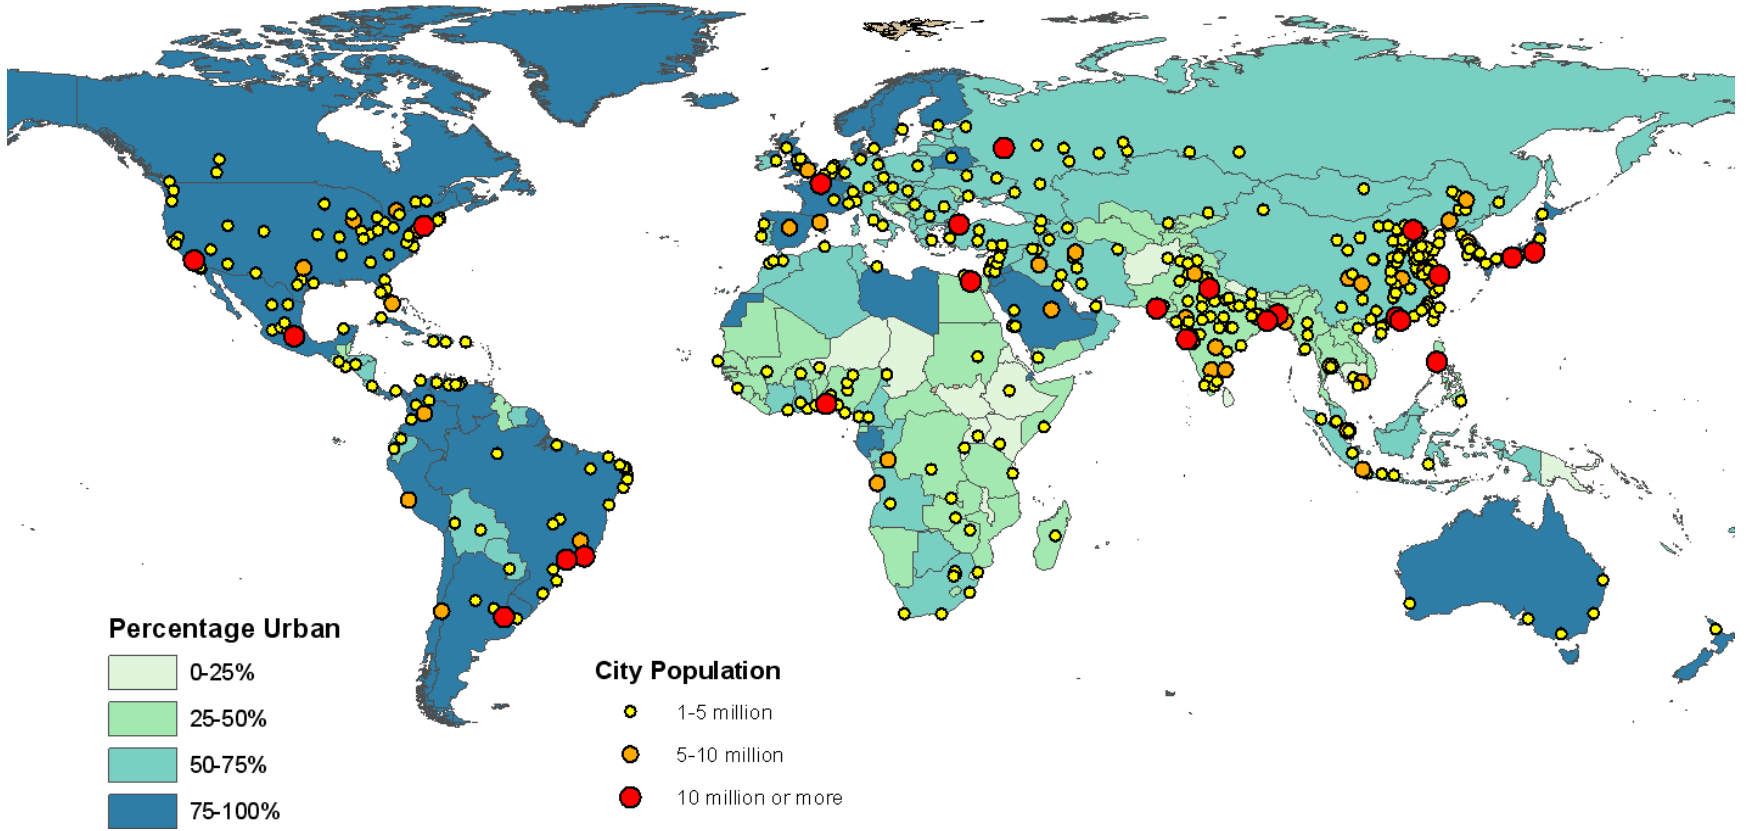 Percentage Urban
0-25%
25-50%
50-75%
75-100%
City Population
1-5 million
5-10 million
10 million or more